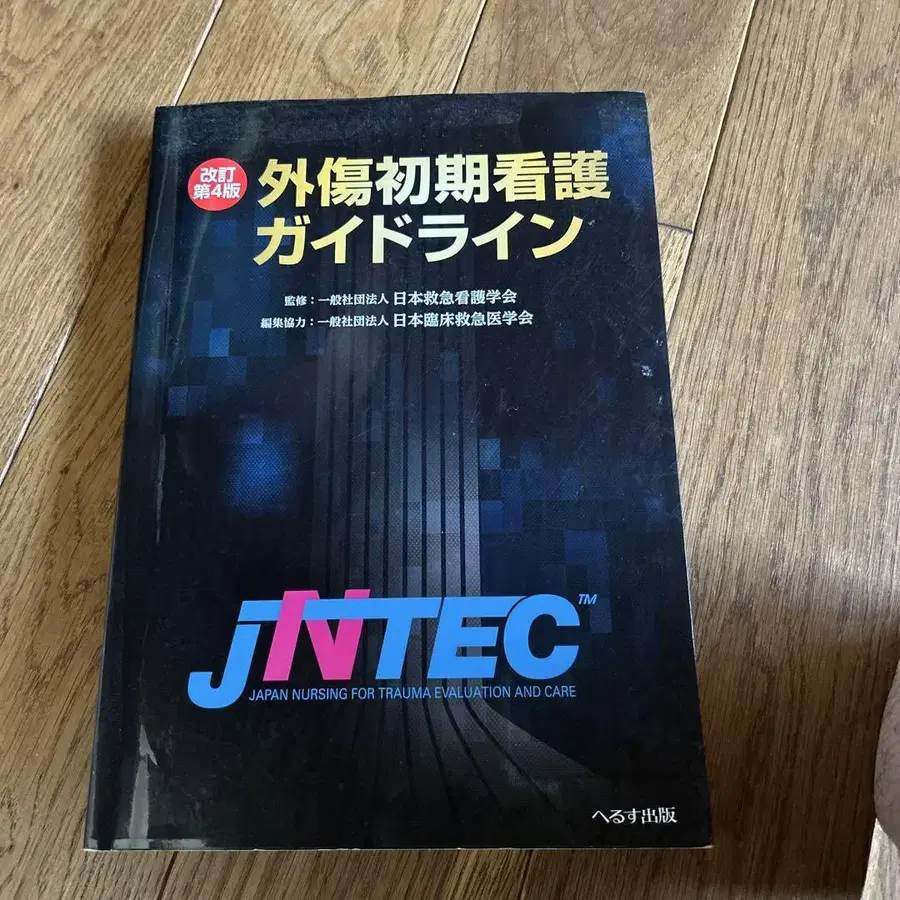 改訂
第4版
外傷初期看護
ガイドライン
監修：一般社団法人 日本救急看護学会
編集協力：一般社団法人 日本臨床救急医学会
JNTEC™
JAPAN NURSING FOR TRAUMA EVALUATION AND CARE
へるす出版